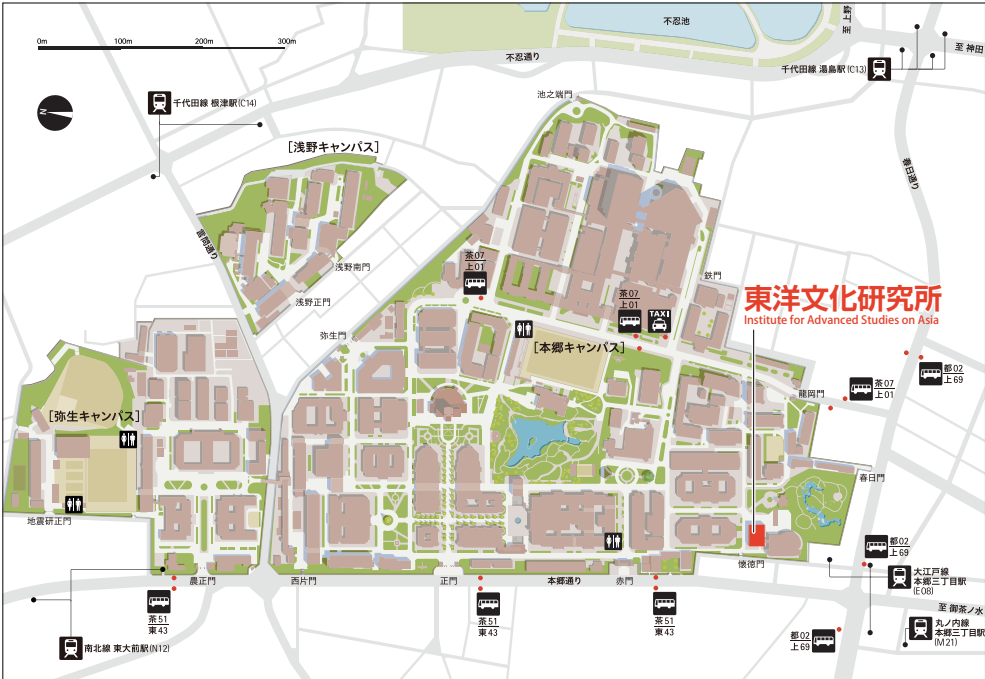 0m 100m 200m 300m
不忍池
至 上野
至 神田
不忍通り
千代田線 湯島駅(C13)
N
千代田線 根津駅(C14)
池之端門
[浅野キャンパス]
春日通り
言問通り
浅野南門
浅野正門
茶07
上01
鉄門
茶07
上01
TAXI
東洋文化研究所
Institute for Advanced Studies on Asia
弥生門
[本郷キャンパス]
都02
上69
茶07
上01
龍岡門
[弥生キャンパス]
春日門
地震研正門
都02
上69
懐徳門
大江戸線
本郷三丁目駅
(E08)
農正門
西片門
正門
本郷通り
赤門
至 御茶ノ水
茶51
東43
茶51
東43
茶51
東43
丸ノ内線
本郷三丁目駅
(M21)
都02
上69
南北線 東大前駅(N12)